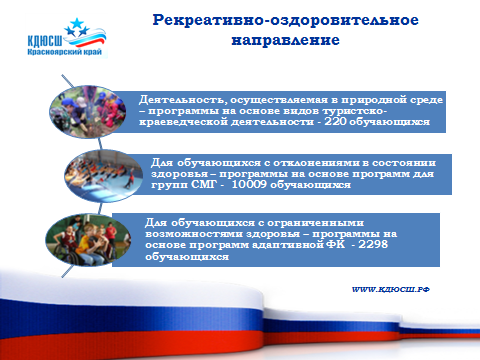 КДЮСШ
Красноярский край
Рекреативно-оздоровительное
направление
Деятельность, осуществляемая в природной среде
– программы на основе видов туристско-
краеведческой деятельности - 220 обучающихся
Для обучающихся с отклонениями в состоянии
здоровья – программы на основе программ для
групп СМГ - 10009 обучающихся
Для обучающихся с ограниченными
возможностями здоровья – программы на
основе программ адаптивной ФК - 2298
обучающихся
WWW.КДЮСШ.РФ